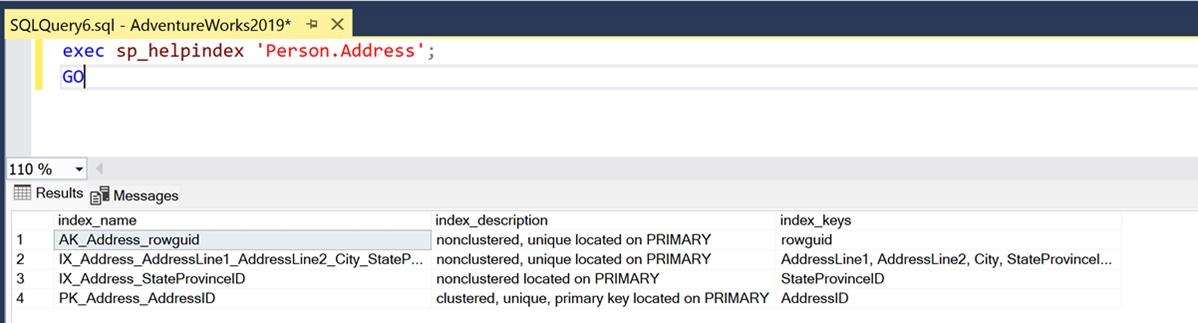 SQLQuery6.sql - AdventureWorks2019*
exec sp_helpindex 'Person.Address';
GO
110 %
Results Messages
index_name index_description index_keys
1 AK_Address_rowguid nonclustered, unique located on PRIMARY rowguid
2 IX_Address_AddressLine1_AddressLine2_City_StateP... nonclustered, unique located on PRIMARY AddressLine1, AddressLine2, City, StateProvinceI...
3 IX_Address_StateProvinceID nonclustered located on PRIMARY StateProvinceID
4 PK_Address_AddressID clustered, unique, primary key located on PRIMARY AddressID